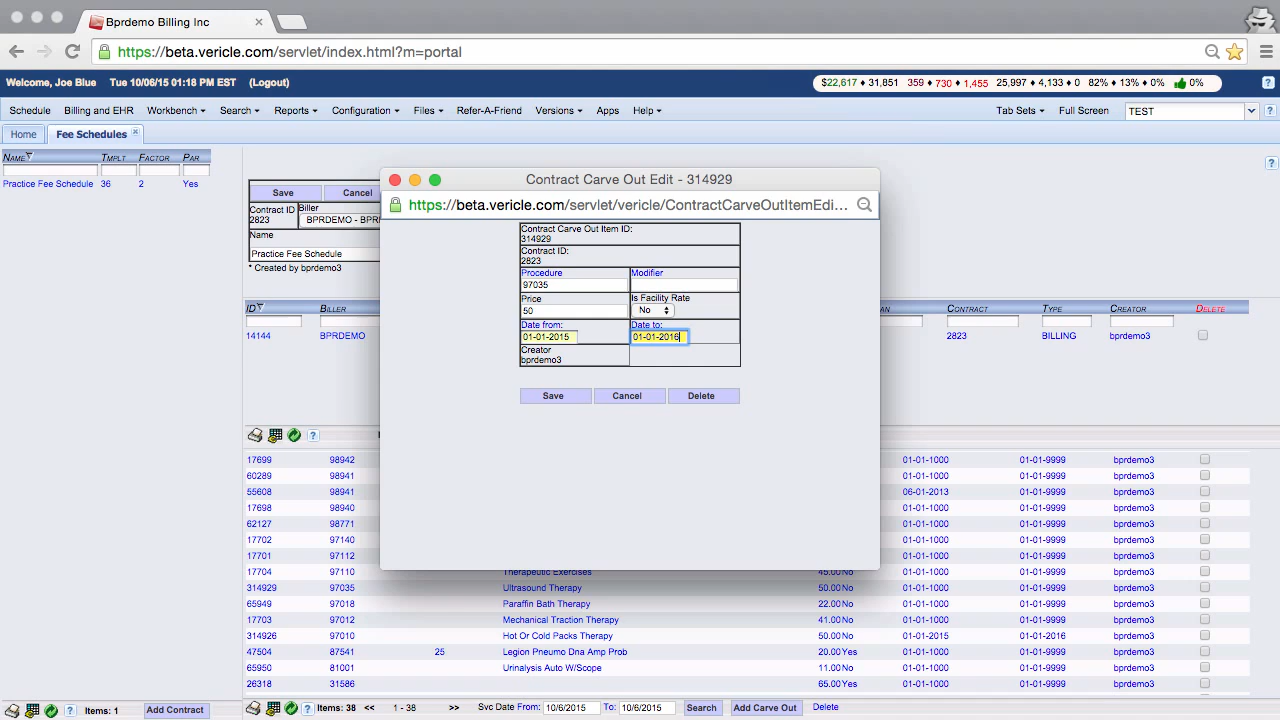 Bprdemo Billing Inc
https://beta.vericle.com/servlet/index.html?m=portal
Welcome, Joe Blue Tue 10/06/15 01:18 PM EST (Logout) $22,617 ♦ 31,851 359 ♦ 730 ♦ 1,455 25,997 ♦ 4,133 ♦ 0 82% ♦ 13% ♦ 0% 0% ?
Schedule Billing and EHR Workbench Search Reports Configuration Files Refer-A-Friend Versions Apps Help Tab Sets Full Screen TEST ?
Home Fee Schedules
NAME TMPLT FACTOR PAR
Practice Fee Schedule 36 2 Yes
?
Save Cancel
Contract ID
2823
Biller
BPRDEMO - BPR
Name
Practice Fee Schedule
* Created by bprdemo3
Contract Carve Out Edit - 314929
https://beta.vericle.com/servlet/vericle/ContractCarveOutItemEdi...
Contract Carve Out Item ID:
314929
Contract ID:
2823
Procedure Modifier
97035
Price Is Facility Rate
50 No
Date from: Date to:
01-01-2015 01-01-2016
Creator
bprdemo3
Save Cancel Delete
ID BILLER AN CONTRACT TYPE CREATOR DELETE
14144 BPRDEMO 2823 BILLING bprdemo3
?
17699 98942 01-01-1000 01-01-9999 bprdemo3
60289 98941 01-01-1000 01-01-9999 bprdemo3
55608 98941 06-01-2013 01-01-9999 bprdemo3
17698 98940 01-01-1000 01-01-9999 bprdemo3
62127 98771 01-01-1000 01-01-9999 bprdemo3
17702 97140 01-01-1000 01-01-9999 bprdemo3
17701 97112 01-01-1000 01-01-9999 bprdemo3
17704 97110 Therapeutic Exercises 45.00 No 01-01-1000 01-01-9999 bprdemo3
314929 97035 Ultrasound Therapy 50.00 No 01-01-1000 01-01-9999 bprdemo3
65949 97018 Paraffin Bath Therapy 22.00 No 01-01-1000 01-01-9999 bprdemo3
17703 97012 Mechanical Traction Therapy 41.00 No 01-01-1000 01-01-9999 bprdemo3
314926 97010 Hot Or Cold Packs Therapy 50.00 No 01-01-2015 01-01-2016 bprdemo3
47504 87541 25 Legion Pneumo Dna Amp Prob 20.00 Yes 01-01-1000 01-01-9999 bprdemo3
65950 81001 Urinalysis Auto W/Scope 11.00 No 01-01-1000 01-01-9999 bprdemo3
26318 31586 65.00 Yes 01-01-1000 01-01-9999 bprdemo3
? Items: 1 Add Contract ? Items: 38 << 1 - 38 >> Svc Date From: 10/6/2015 To: 10/6/2015 Search Add Carve Out Delete